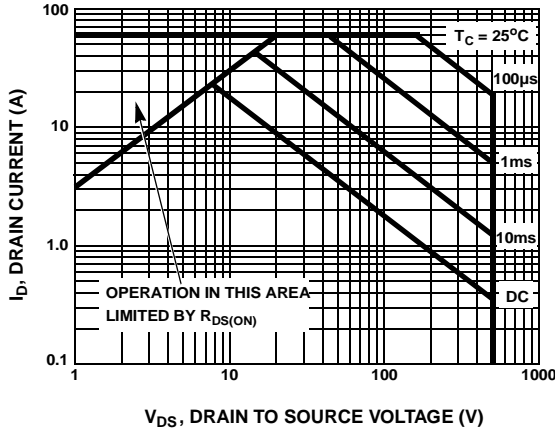 100
T_C = 25°C
100μs
I_D, DRAIN CURRENT (A)
10
1ms
1.0
10ms
OPERATION IN THIS AREA
LIMITED BY R_DS(ON)
DC
0.1
1
10
100
1000
V_DS, DRAIN TO SOURCE VOLTAGE (V)